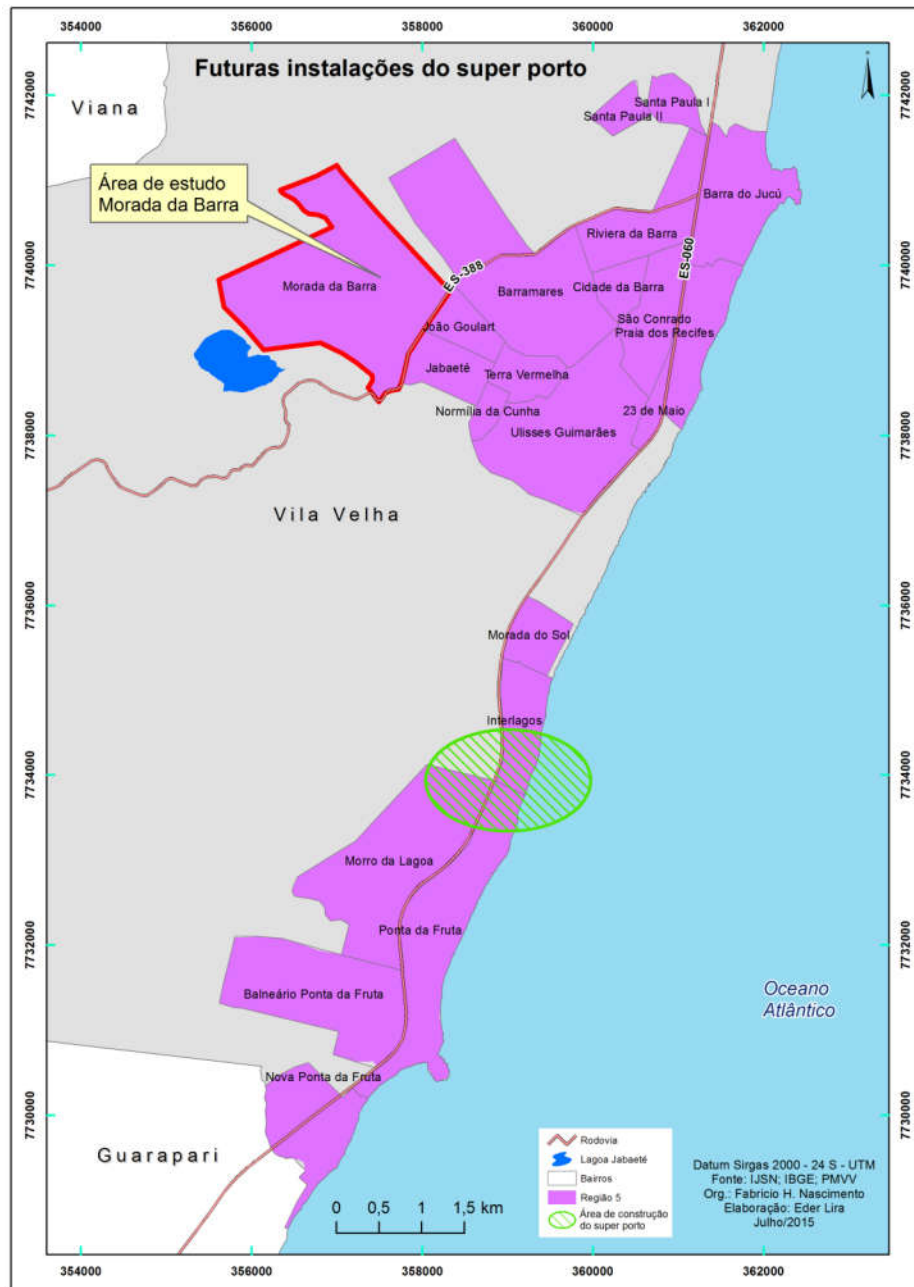 354000
356000
358000
360000
362000
Futuras instalações do super porto
7742000
7742000
Viana
Santa Paula I
Santa Paula II
Área de estudo
Morada da Barra
Barra do Jucú
Riviera da Barra
7740000
7740000
ES-388
ES-060
Morada da Barra
Barramares
Cidade da Barra
João Goulart
São Conrado
Praia dos Recifes
Jabaeté
Terra Vermelha
Normília da Cunha
23 de Maio
7738000
7738000
Ulisses Guimarães
Vila Velha
7736000
7736000
Morada do Sol
Interlagos
7734000
7734000
Morro da Lagoa
Ponta da Fruta
7732000
7732000
Balneário Ponta da Fruta
Oceano
Atlântico
Nova Ponta da Fruta
7730000
7730000
Guarapari
Rodovia
Lagoa Jabaeté
Bairros
Região 5
Área de construção
do super porto
Datum Sirgas 2000 - 24 S - UTM
Fonte: IJSN; IBGE; PMVV
Org.: Fabricio H. Nascimento
Elaboração: Eder Lira
Julho/2015
0 0,5 1 1,5 km
354000
356000
358000
360000
362000